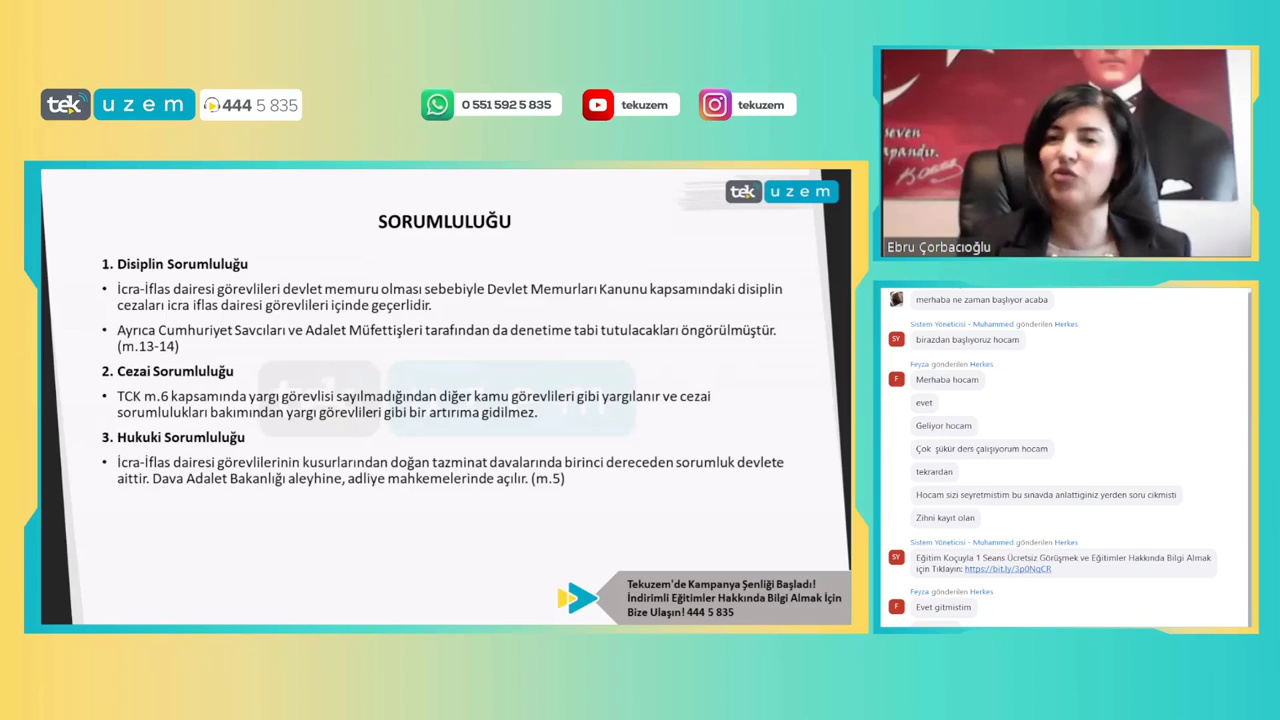 tek uzem 444 5 835
0 551 592 5 835
tekuzem
tekuzem
tek uzem
SORUMLULUĞU
1. Disiplin Sorumluluğu
• İcra-İflas dairesi görevlileri devlet memuru olması sebebiyle Devlet Memurları Kanunu kapsamındaki disiplin
cezaları icra iflas dairesi görevlileri içinde geçerlidir.
• Ayrıca Cumhuriyet Savcıları ve Adalet Müfettişleri tarafından da denetime tabi tutulacakları öngörülmüştür.
(m.13-14)
2. Cezai Sorumluluğu
• TCK m.6 kapsamında yargı görevlisi sayılmadığından diğer kamu görevlileri gibi yargılanır ve cezai
sorumlulukları bakımından yargı görevlileri gibi bir artırıma gidilmez.
3. Hukuki Sorumluluğu
• İcra-İflas dairesi görevlilerinin kusurlarından doğan tazminat davalarında birinci dereceden sorumluk devlete
aittir. Dava Adalet Bakanlığı aleyhine, adliye mahkemelerinde açılır. (m.5)
Tekuzem'de Kampanya Şenliği Başladı!
İndirimli Eğitimler Hakkında Bilgi Almak İçin
Bize Ulaşın! 444 5 835
seven
apandır.
Ebru Çorbacıoğlu
merhaba ne zaman başlıyor acaba
Sistem Yöneticisi - Muhammed gönderilen Herkes
SY
birazdan başlıyoruz hocam
Feyza gönderilen Herkes
F
Merhaba hocam
evet
Geliyor hocam
Çok şükür ders çalışıyorum hocam
tekrardan
Hocam sizi seyretmistim bu sınavda anlattiginiz yerden soru cikmisti
Zihni kayıt olan
Sistem Yöneticisi - Muhammed gönderilen Herkes
SY
Eğitim Koçuyla 1 Seans Ücretsiz Görüşmek ve Eğitimler Hakkında Bilgi Almak
için Tıklayın: https://bit.ly/3p0NqCR
Feyza gönderilen Herkes
F
Evet gitmistim